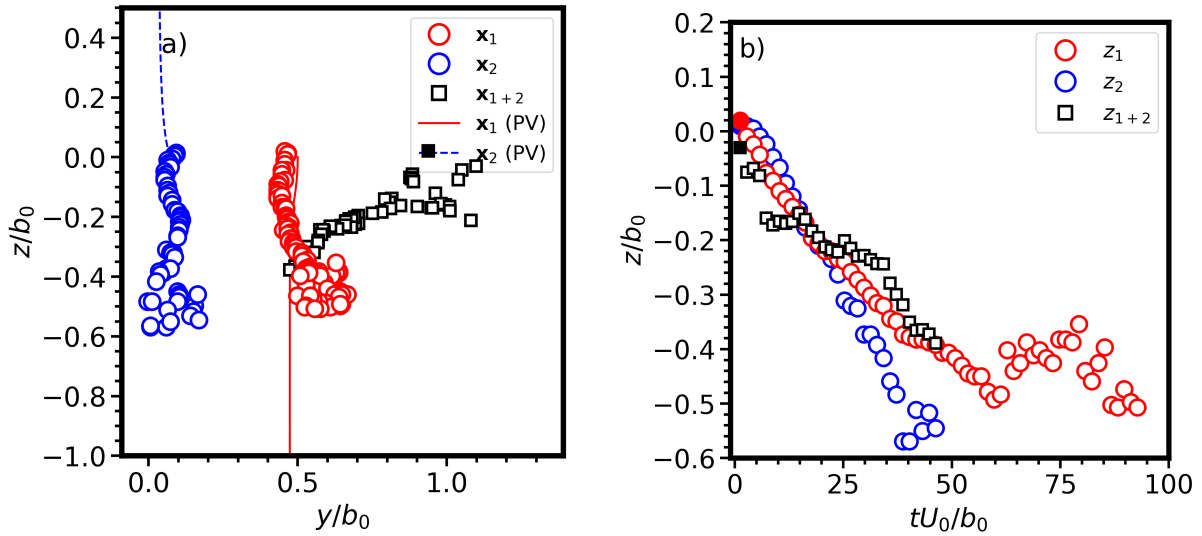 a)
0.4
0.2
0.0
−0.2
−0.4
−0.6
−0.8
−1.0
z/b₀
0.0
0.5
1.0
y/b₀
x₁
x₂
x₁₊₂
x₁ (PV)
x₂ (PV)
b)
0.2
0.1
0.0
−0.1
−0.2
−0.3
−0.4
−0.5
−0.6
z/b₀
0
25
50
75
100
tU₀/b₀
z₁
z₂
z₁₊₂